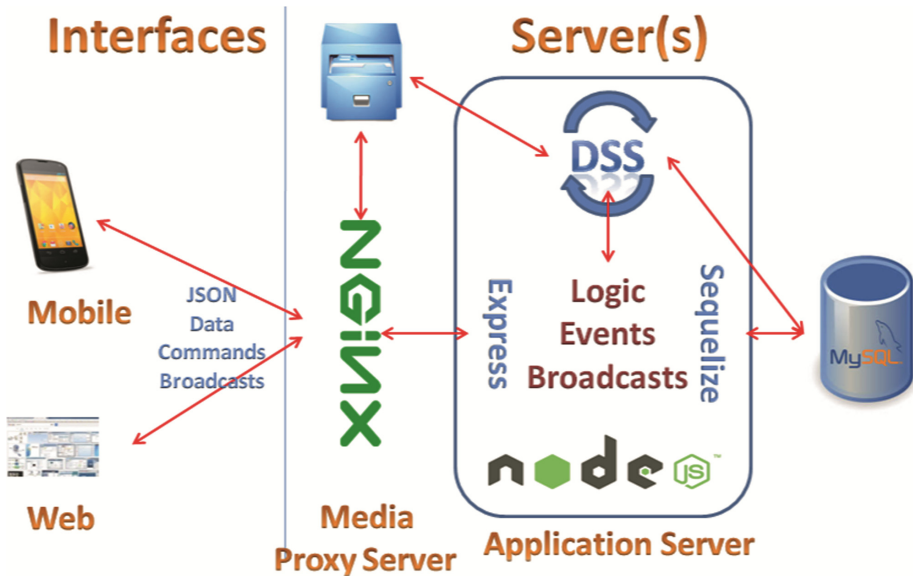 Interfaces
Server(s)
DSS
Mobile
JSON
Data
Commands
Broadcasts
NGiNX
Express
Logic
Events
Broadcasts
Sequelize
MySQL
node
JS™
Web
Media
Proxy Server
Application Server